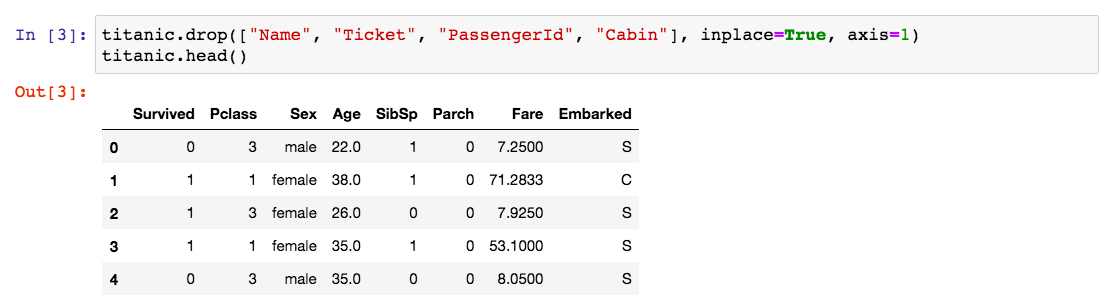 In [3]: titanic.drop(["Name", "Ticket", "PassengerId", "Cabin"], inplace=True, axis=1)
titanic.head()
Out[3]:
Survived Pclass Sex Age SibSp Parch Fare Embarked
0 0 3 male 22.0 1 0 7.2500 S
1 1 1 female 38.0 1 0 71.2833 C
2 1 3 female 26.0 0 0 7.9250 S
3 1 1 female 35.0 1 0 53.1000 S
4 0 3 male 35.0 0 0 8.0500 S